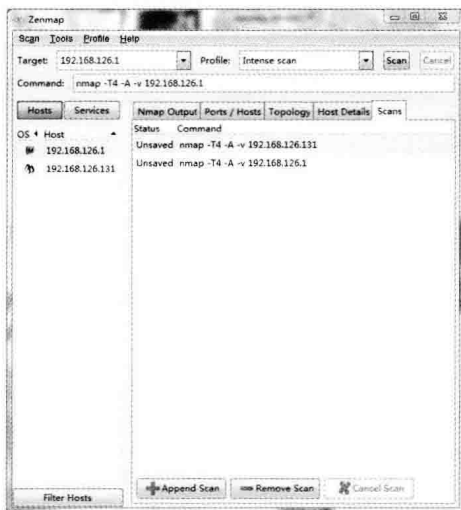 Zenmap
Scan Tools Profile Help
Target: 192.168.126.1 Profile: Intense scan Scan Cancel
Command: nmap -T4 -A -v 192.168.126.1
Hosts Services Nmap Output Ports / Hosts Topology Host Details Scans
OS Host
192.168.126.1
192.168.126.131
Status Command
Unsaved nmap -T4 -A -v 192.168.126.131
Unsaved nmap -T4 -A -v 192.168.126.1
Append Scan Remove Scan Cancel Scan
Filter Hosts